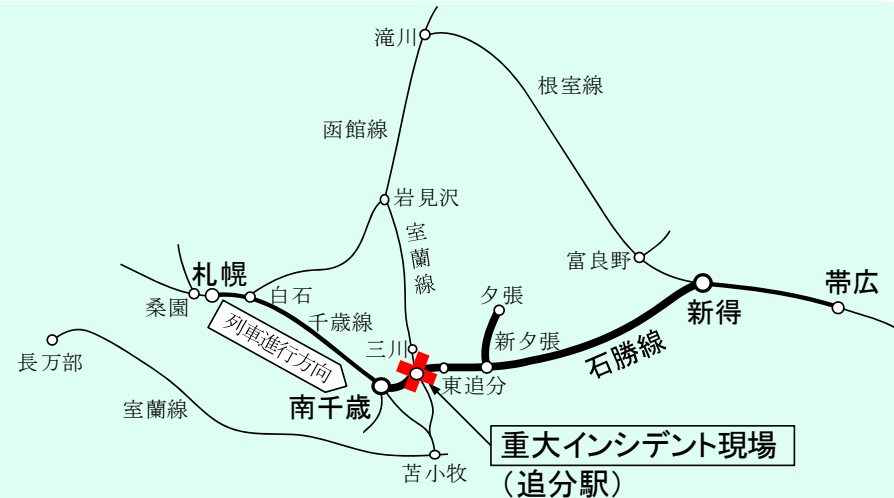 滝川
根室線
函館線
岩見沢
室蘭線
富良野
札幌
桑園
白石
夕張
新得
帯広
千歳線
列車進行方向
三川
新夕張
石勝線
長万部
東追分
南千歳
室蘭線
重大インシデント現場
(追分駅)
苫小牧